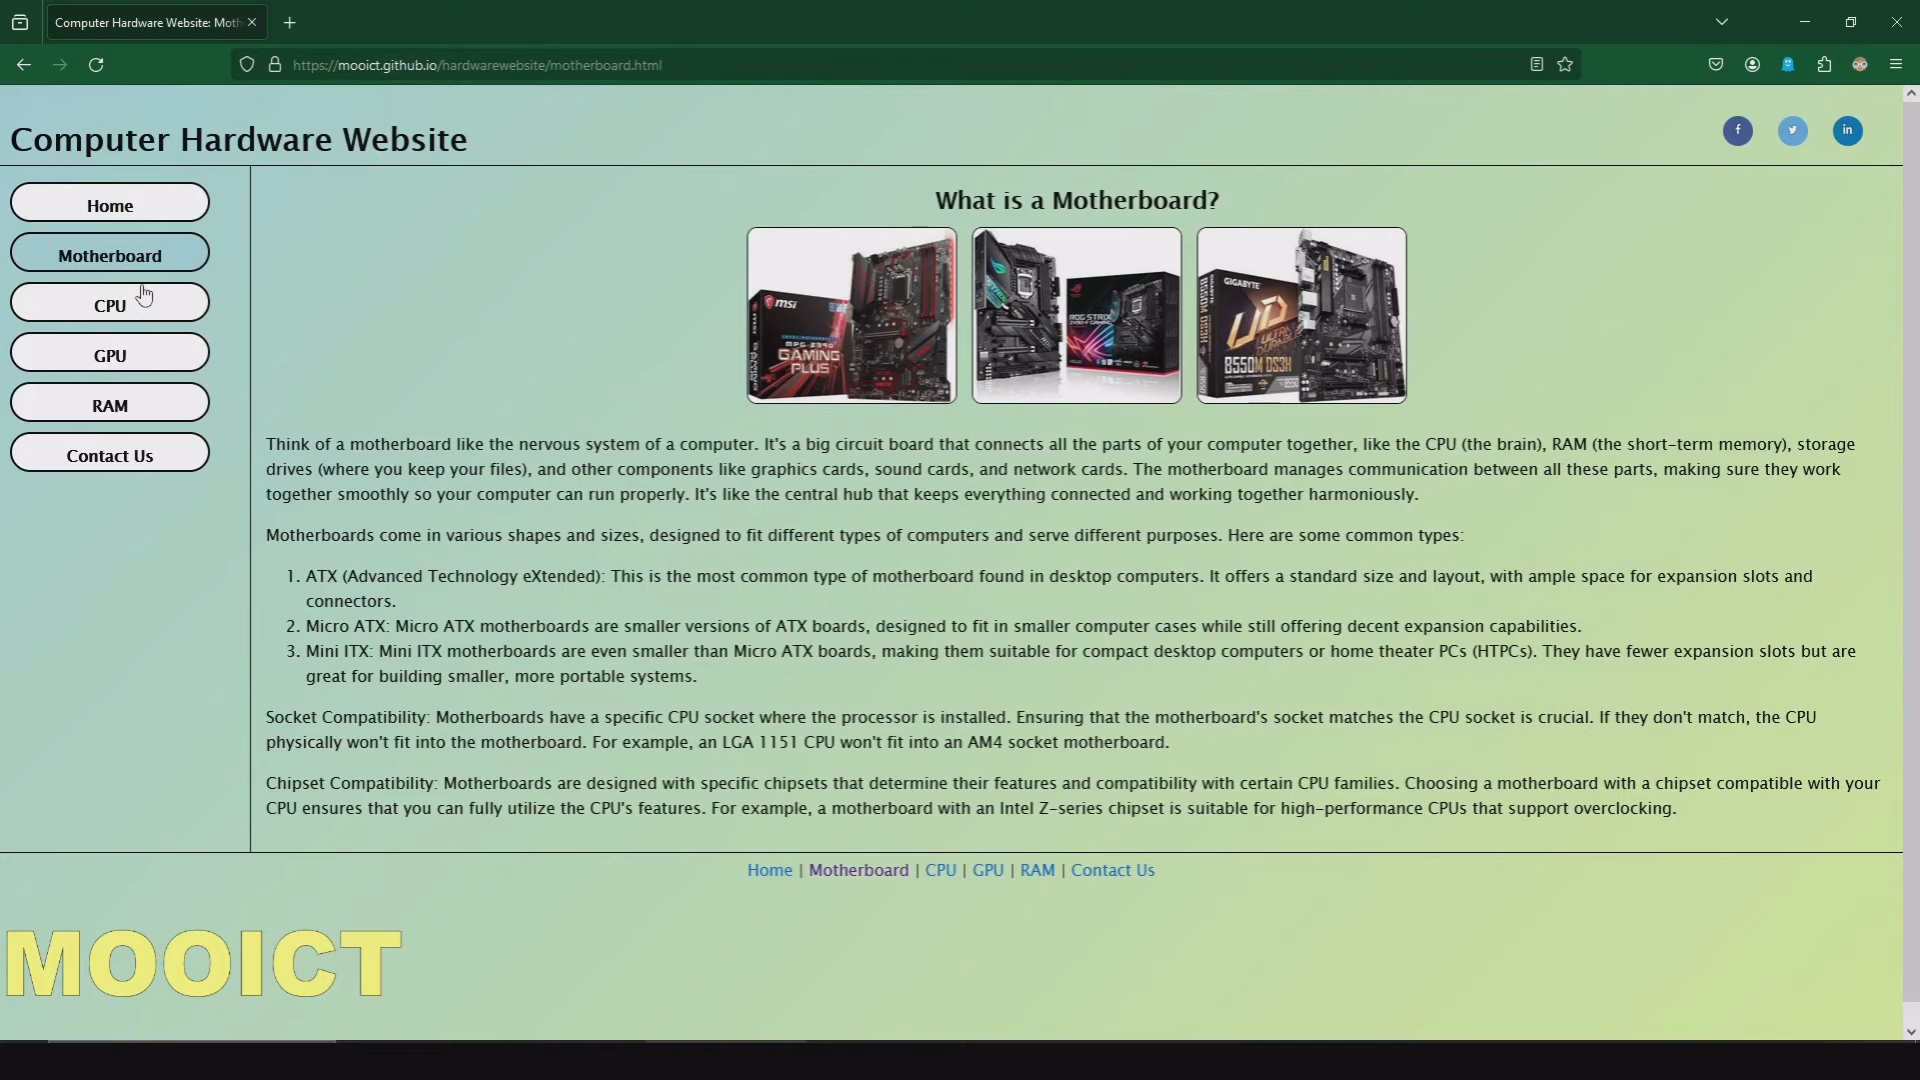 Computer Hardware Website: Moth
https://mooict.github.io/hardwarewebsite/motherboard.html
Computer Hardware Website
f
in
Home
Motherboard
CPU
GPU
RAM
Contact Us
What is a Motherboard?
msi
GAMING
PLUS
ROG STRIX
GIGABYTE
UD
ULTRA
DURABLE
B550M DS3H
Think of a motherboard like the nervous system of a computer. It's a big circuit board that connects all the parts of your computer together, like the CPU (the brain), RAM (the short-term memory), storage
drives (where you keep your files), and other components like graphics cards, sound cards, and network cards. The motherboard manages communication between all these parts, making sure they work
together smoothly so your computer can run properly. It's like the central hub that keeps everything connected and working together harmoniously.
Motherboards come in various shapes and sizes, designed to fit different types of computers and serve different purposes. Here are some common types:
1. ATX (Advanced Technology eXtended): This is the most common type of motherboard found in desktop computers. It offers a standard size and layout, with ample space for expansion slots and
connectors.
2. Micro ATX: Micro ATX motherboards are smaller versions of ATX boards, designed to fit in smaller computer cases while still offering decent expansion capabilities.
3. Mini ITX: Mini ITX motherboards are even smaller than Micro ATX boards, making them suitable for compact desktop computers or home theater PCs (HTPCs). They have fewer expansion slots but are
great for building smaller, more portable systems.
Socket Compatibility: Motherboards have a specific CPU socket where the processor is installed. Ensuring that the motherboard's socket matches the CPU socket is crucial. If they don't match, the CPU
physically won't fit into the motherboard. For example, an LGA 1151 CPU won't fit into an AM4 socket motherboard.
Chipset Compatibility: Motherboards are designed with specific chipsets that determine their features and compatibility with certain CPU families. Choosing a motherboard with a chipset compatible with your
CPU ensures that you can fully utilize the CPU's features. For example, a motherboard with an Intel Z-series chipset is suitable for high-performance CPUs that support overclocking.
Home | Motherboard | CPU | GPU | RAM | Contact Us
MOOICT